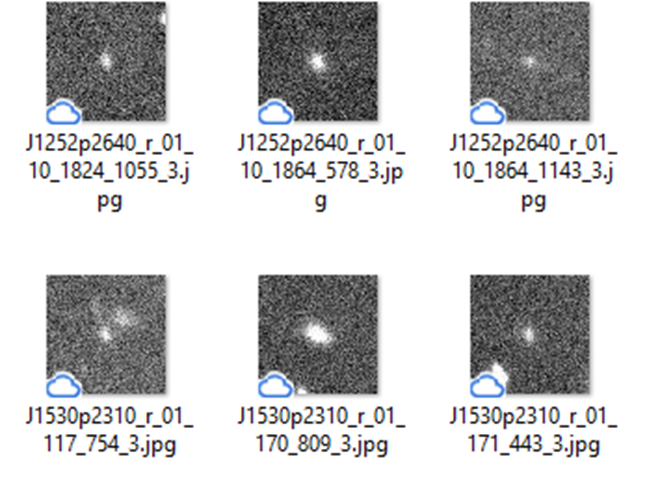 J1252p2640_r_01_
10_1824_1055_3.j
pg
J1252p2640_r_01_
10_1864_578_3.jp
g
J1252p2640_r_01_
10_1864_1143_3.j
pg
J1530p2310_r_01_
117_754_3.jpg
J1530p2310_r_01_
170_809_3.jpg
J1530p2310_r_01_
171_443_3.jpg